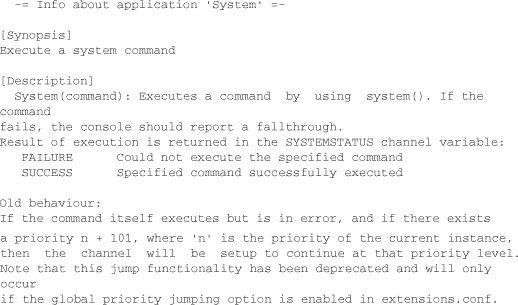 -= Info about application 'System' =-
[Synopsis]
Execute a system command
[Description]
System(command): Executes a command by using system(). If the
command
fails, the console should report a fallthrough.
Result of execution is returned in the SYSTEMSTATUS channel variable:
FAILURE Could not execute the specified command
SUCCESS Specified command successfully executed
Old behaviour:
If the command itself executes but is in error, and if there exists
a priority n + 101, where 'n' is the priority of the current instance,
then the channel will be setup to continue at that priority level.
Note that this jump functionality has been deprecated and will only
occur
if the global priority jumping option is enabled in extensions.conf.